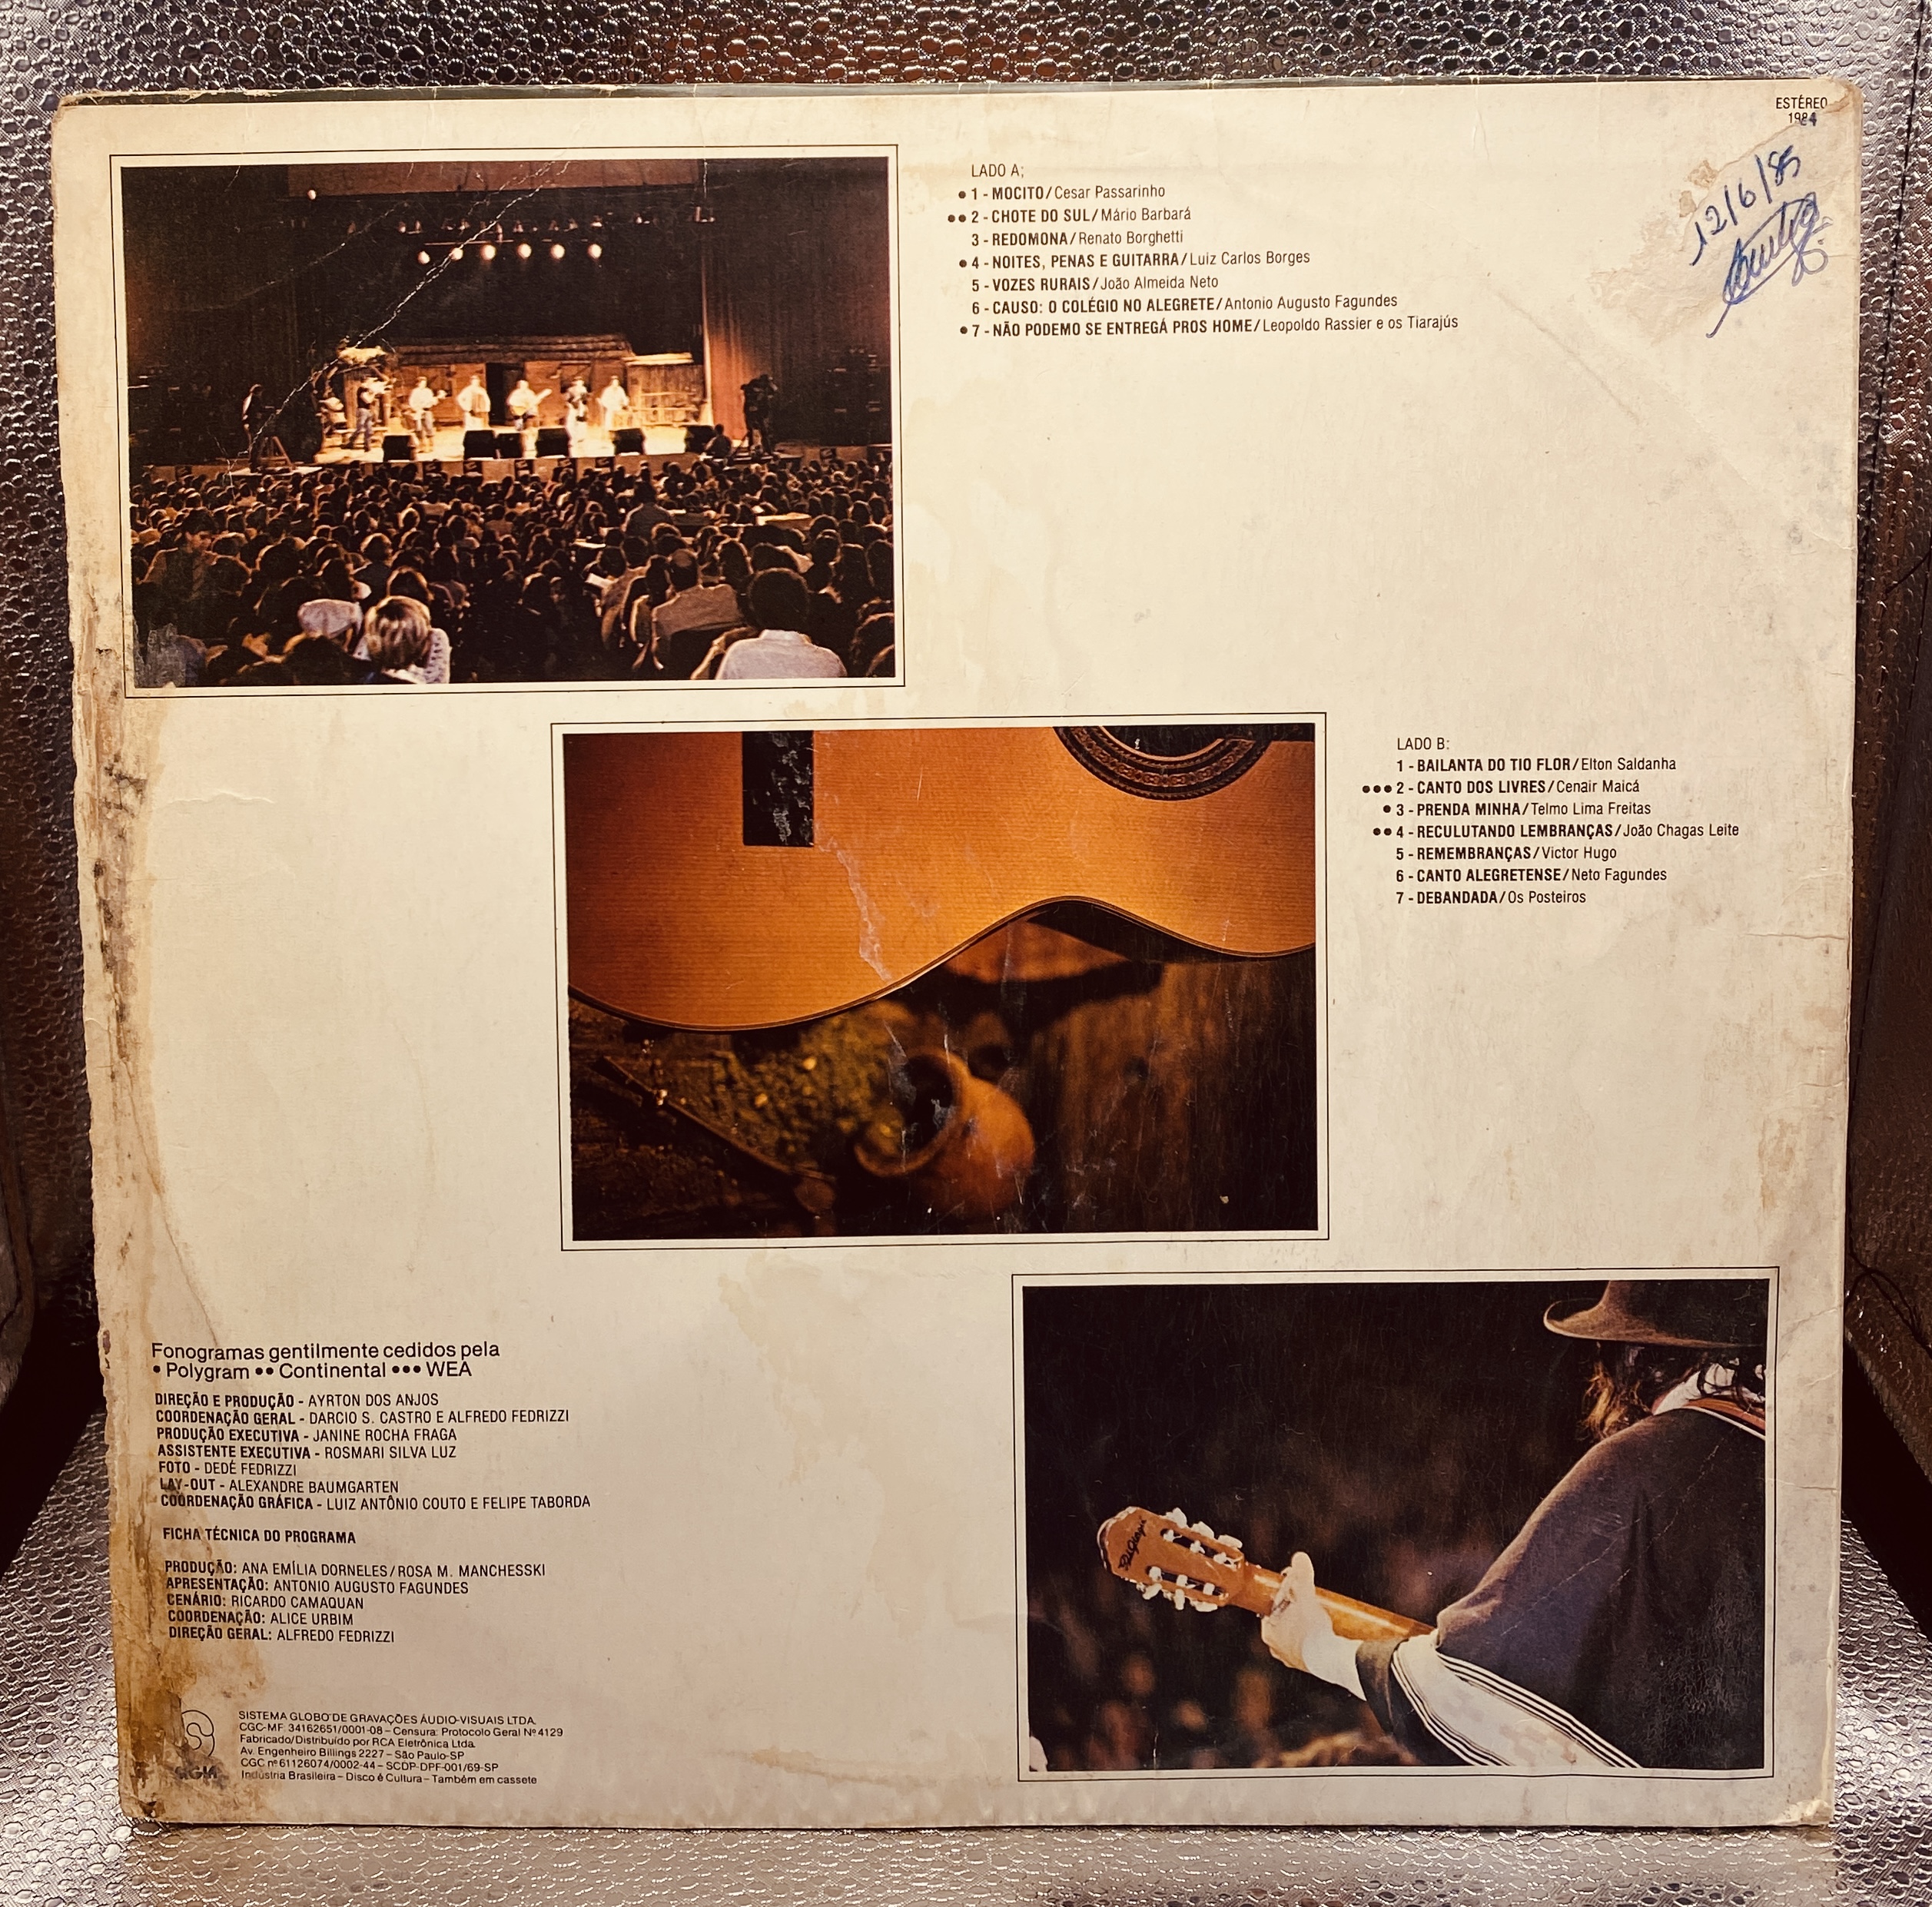 ESTÉREO
1984
12/6/85
LADO A;
• 1 - MOCITO/Cesar Passarinho
•• 2 - CHOTE DO SUL/Mário Barbará
3 - REDOMONA/Renato Borghetti
• 4 - NOITES, PENAS E GUITARRA/Luiz Carlos Borges
5 - VOZES RURAIS/João Almeida Neto
6 - CAUSO: O COLÉGIO NO ALEGRETE/Antonio Augusto Fagundes
• 7 - NÃO PODEMO SE ENTREGÁ PROS HOME/Leopoldo Rassier e os Tiarajús
LADO B:
1 - BAILANTA DO TIO FLOR/Elton Saldanha
••• 2 - CANTO DOS LIVRES/Cenair Maicá
• 3 - PRENDA MINHA/Telmo Lima Freitas
•• 4 - RECULUTANDO LEMBRANÇAS/João Chagas Leite
5 - REMEMBRANÇAS/Victor Hugo
6 - CANTO ALEGRETENSE/Neto Fagundes
7 - DEBANDADA/Os Posteiros
Fonogramas gentilmente cedidos pela
• Polygram •• Continental ••• WEA
DIREÇÃO E PRODUÇÃO - AYRTON DOS ANJOS
COORDENAÇÃO GERAL - DARCIO S. CASTRO E ALFREDO FEDRIZZI
PRODUÇÃO EXECUTIVA - JANINE ROCHA FRAGA
ASSISTENTE EXECUTIVA - ROSMARI SILVA LUZ
FOTO - DEDÉ FEDRIZZI
LAY-OUT - ALEXANDRE BAUMGARTEN
COORDENAÇÃO GRÁFICA - LUIZ ANTÔNIO COUTO E FELIPE TABORDA
FICHA TÉCNICA DO PROGRAMA
PRODUÇÃO: ANA EMÍLIA DORNELES/ROSA M. MANCHESSKI
APRESENTAÇÃO: ANTONIO AUGUSTO FAGUNDES
CENÁRIO: RICARDO CAMAQUAN
COORDENAÇÃO: ALICE URBIM
DIREÇÃO GERAL: ALFREDO FEDRIZZI
SISTEMA GLOBO DE GRAVAÇÕES ÁUDIO-VISUAIS LTDA.
CGC-MF 34162651/0001-08 – Censura: Protocolo Geral Nº 4129
Fabricado/Distribuído por RCA Eletrônica Ltda.
Av. Engenheiro Billings 2227 – São Paulo-SP
CGC nº 61126074/0002-44 – SCDP-DPF-001/69-SP
Indústria Brasileira – Disco é Cultura – Também em cassete